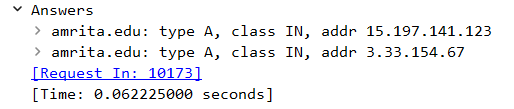 Answers
amrita.edu: type A, class IN, addr 15.197.141.123
amrita.edu: type A, class IN, addr 3.33.154.67
[Request In: 10173]
[Time: 0.062225000 seconds]